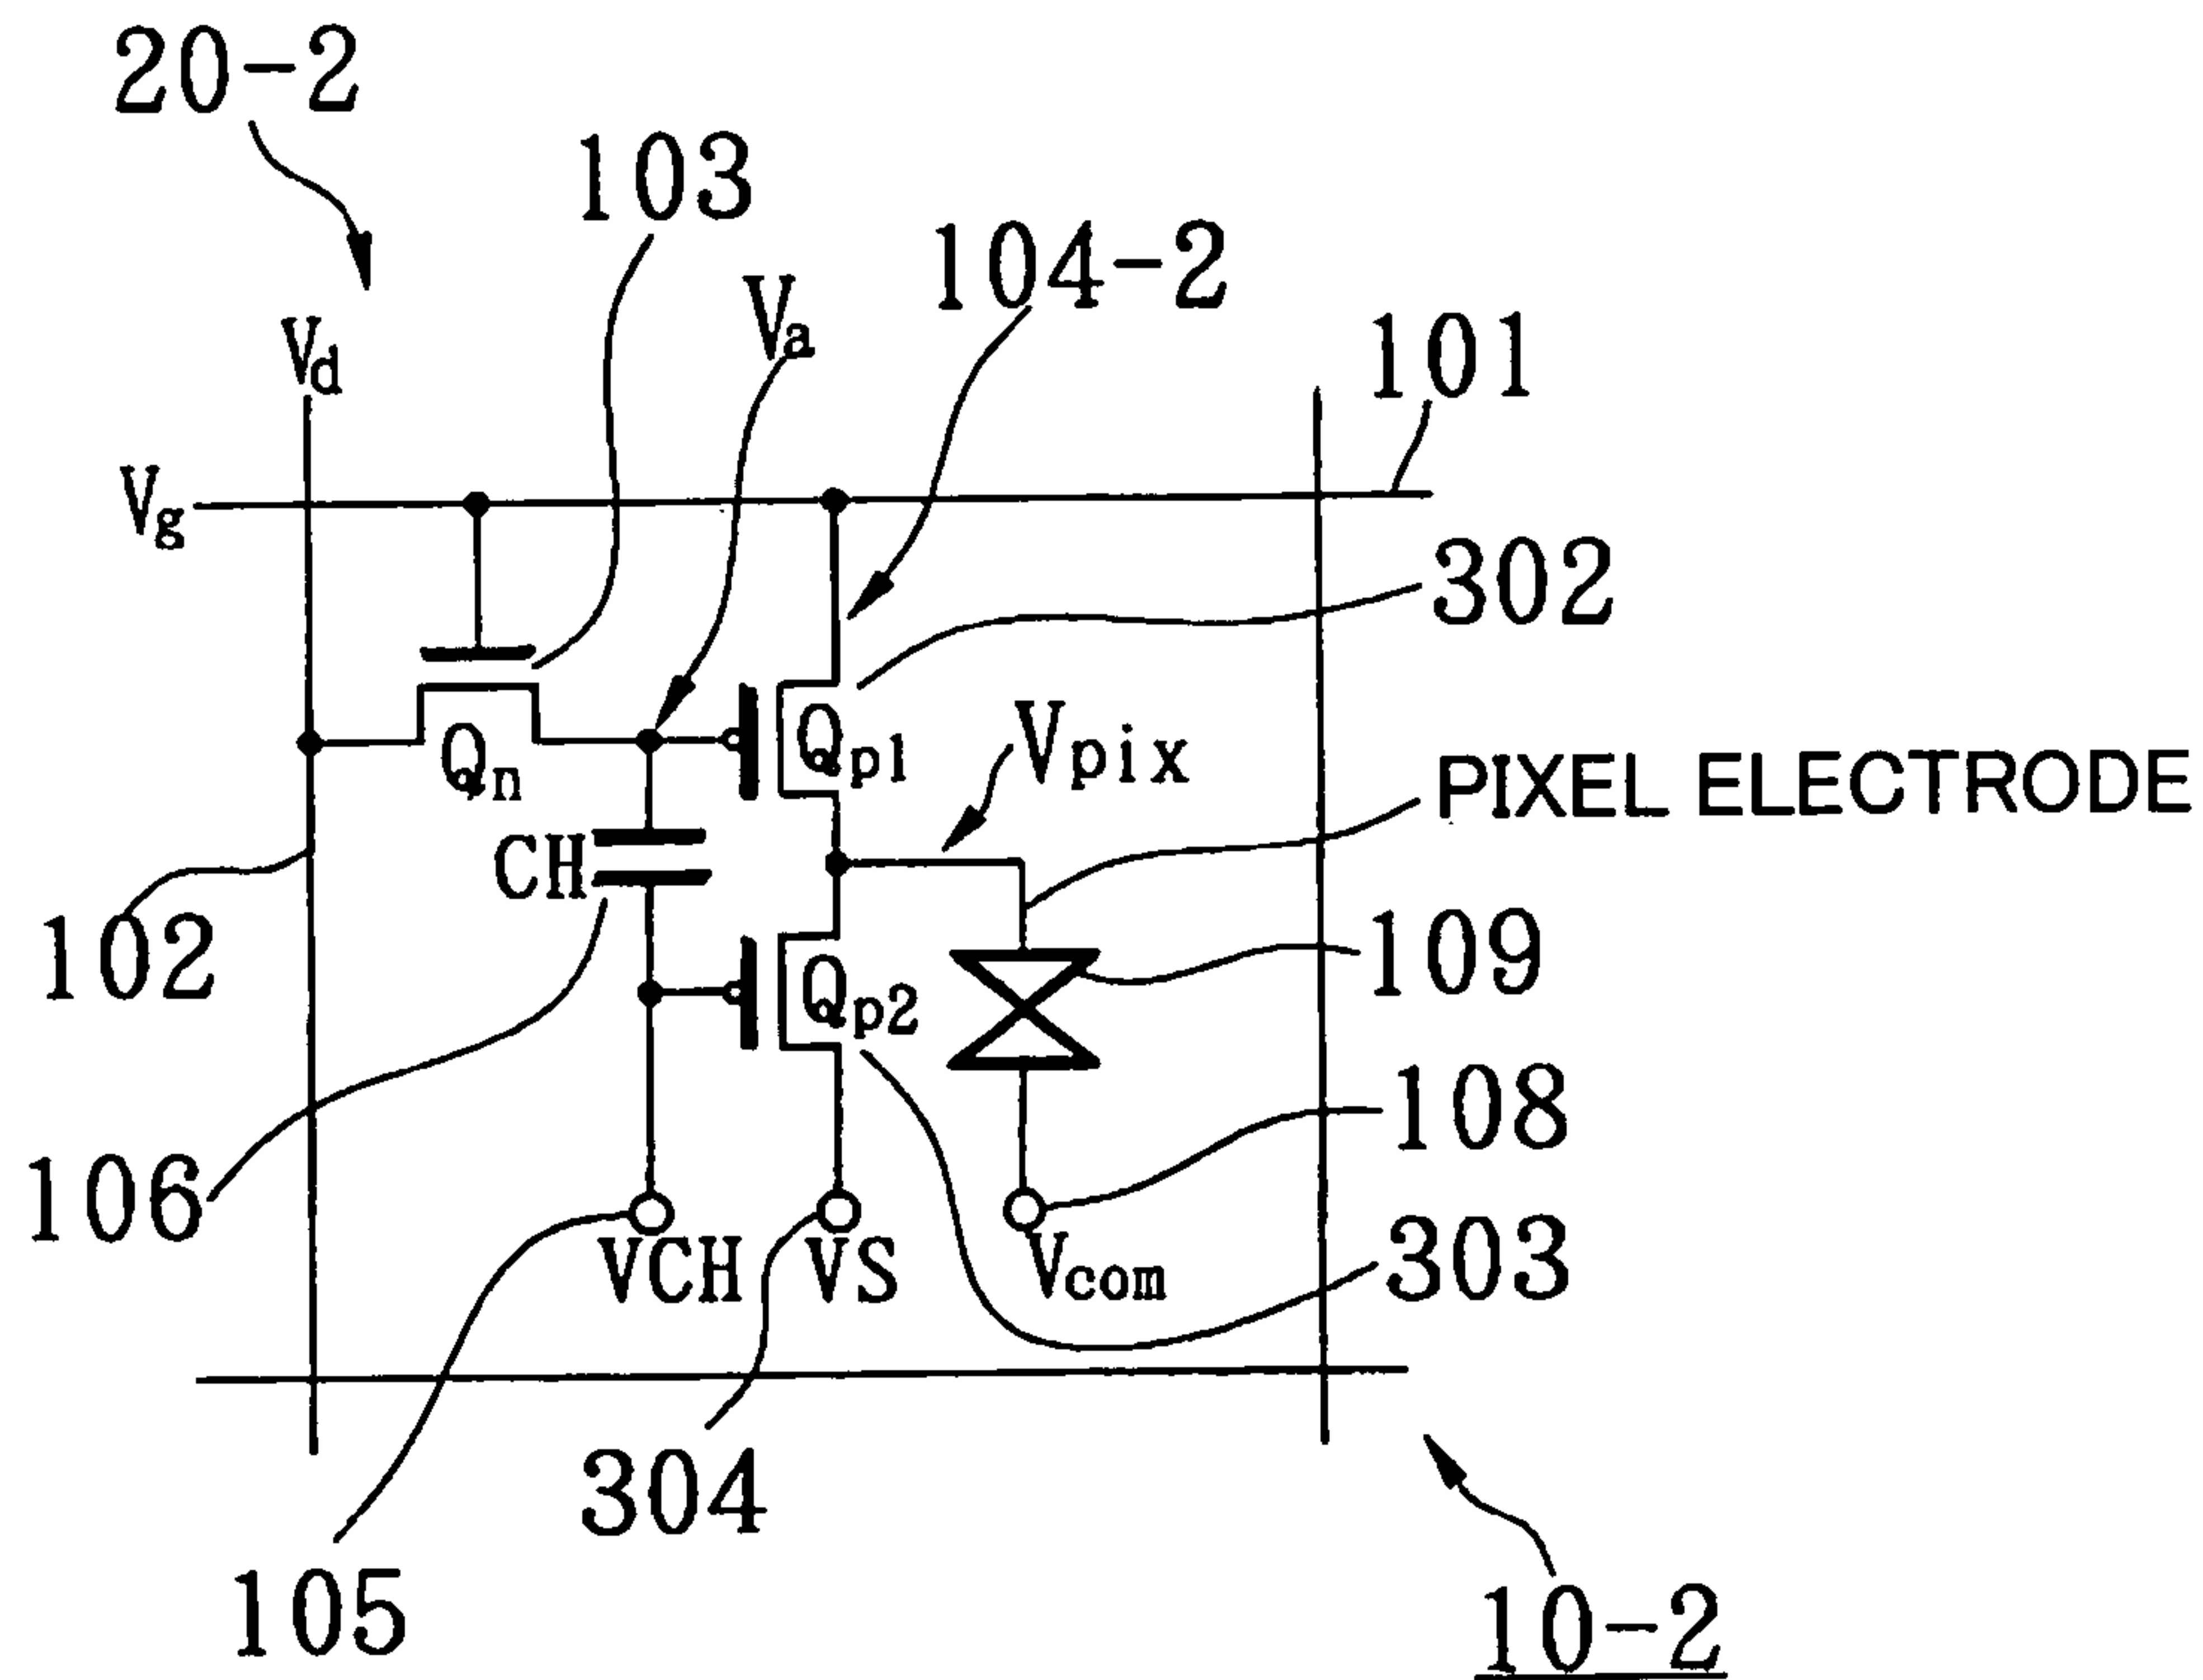 20-2
103
104-2
Va
Vd
101
Vg
302
Qp1
Vpix
Qn
PIXEL ELECTRODE
CH
102
109
Qp2
108
106
VCH
VS
Vcom
303
304
105
10-2